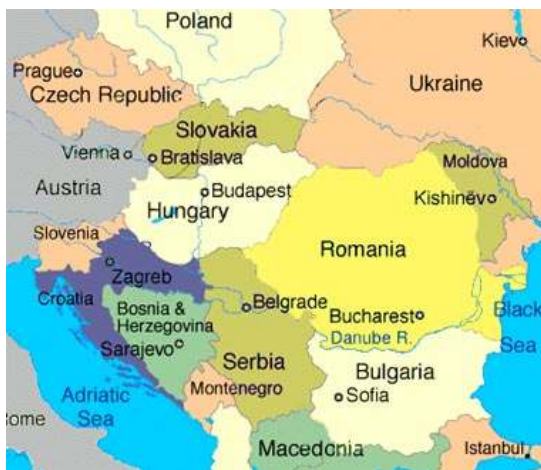 Poland
Kiev
Prague
Czech Republic
Ukraine
Slovakia
Vienna
Bratislava
Moldova
Austria
Budapest
Kishinëv
Hungary
Slovenia
Romania
Zagreb
Croatia
Bosnia &
Herzegovina
Belgrade
Bucharest
Black
Sea
Danube R.
Sarajevo
Serbia
Bulgaria
Montenegro
Sofia
Adriatic
Sea
ome
Macedonia
Istanbul